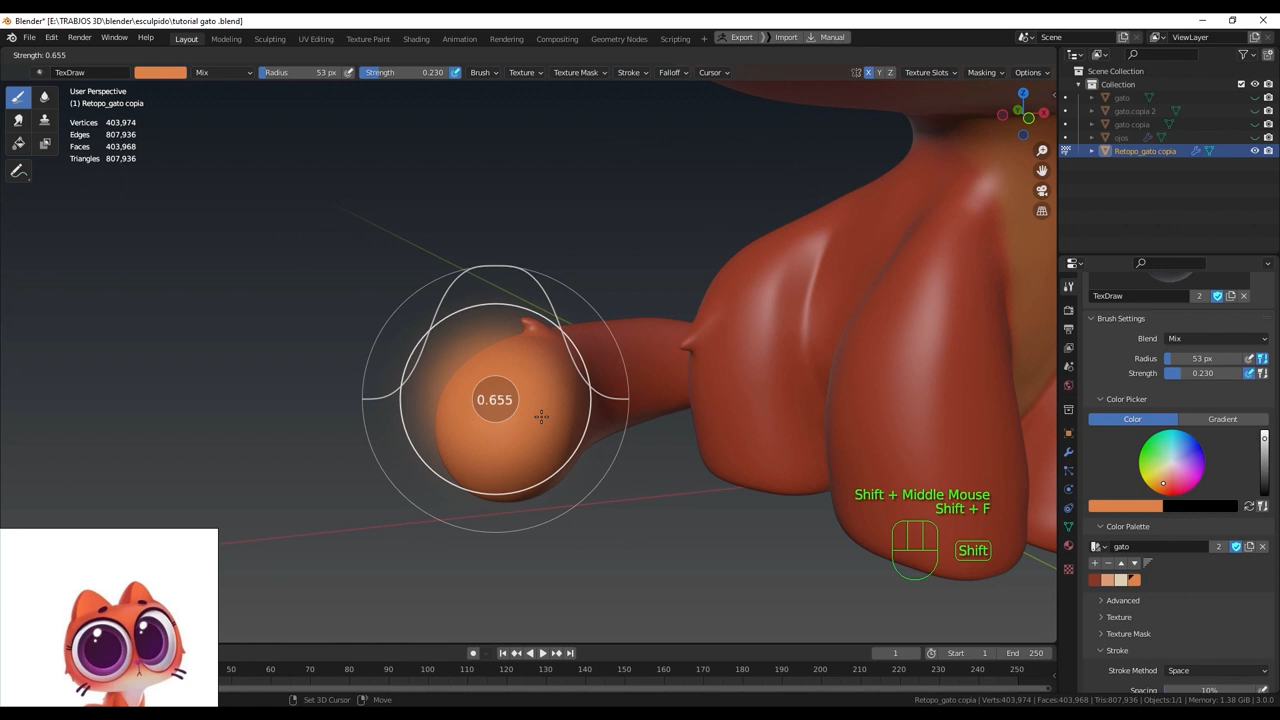 Blender* [E:\TRABJOS 3D\blender\esculpido\tutorial gato .blend]
File Edit Render Window Help Layout Modeling Sculpting UV Editing Texture Paint Shading Animation Rendering Compositing Geometry Nodes Scripting + Export Import Manual Scene ViewLayer
Strength: 0.655
TexDraw Mix Radius 53 px Strength 0.230 Brush Texture Texture Mask Stroke Falloff Cursor X Y Z Texture Slots Masking Options
User Perspective
(1) Retopo_gato copia
Vertices 403,974
Edges 807,936
Faces 403,968
Triangles 807,936
Z
X
Y
Scene Collection
Collection
gato
gato.copia 2
gato copia
ojos
Retopo_gato copia
TexDraw 2
Brush Settings
Blend Mix
Radius 53 px
Strength 0.230
Color Picker
Color Gradient
Color Palette
gato 2
Advanced
Texture
Texture Mask
Stroke
Stroke Method Space
Spacing 10%
0.655
Shift + Middle Mouse
Shift + F
Shift
1 Start 1 End 250
50 60 70 80 90 100 110 120 130 140 150 160 170 180 190 200 210 220 230 240 250
Set 3D Cursor Move Retopo_gato copia | Verts:403,974 | Faces:403,968 | Tris:807,936 | Objects:1/1 | Memory: 1.38 GiB | 3.0.0